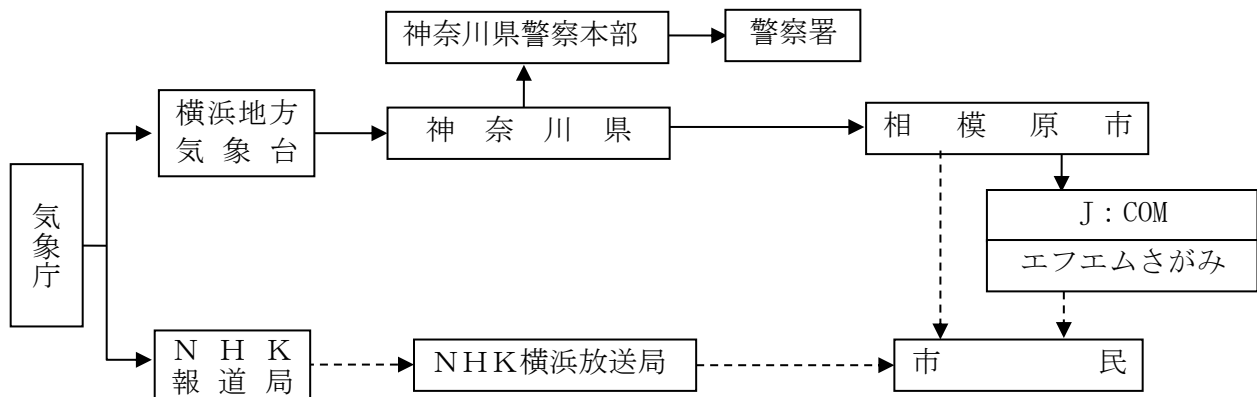 神奈川県警察本部
警察署
横浜地方
気象台
神奈川県
相模原市
気象庁
J：COM
エフエムさがみ
ＮＨＫ
報道局
ＮＨＫ横浜放送局
市民